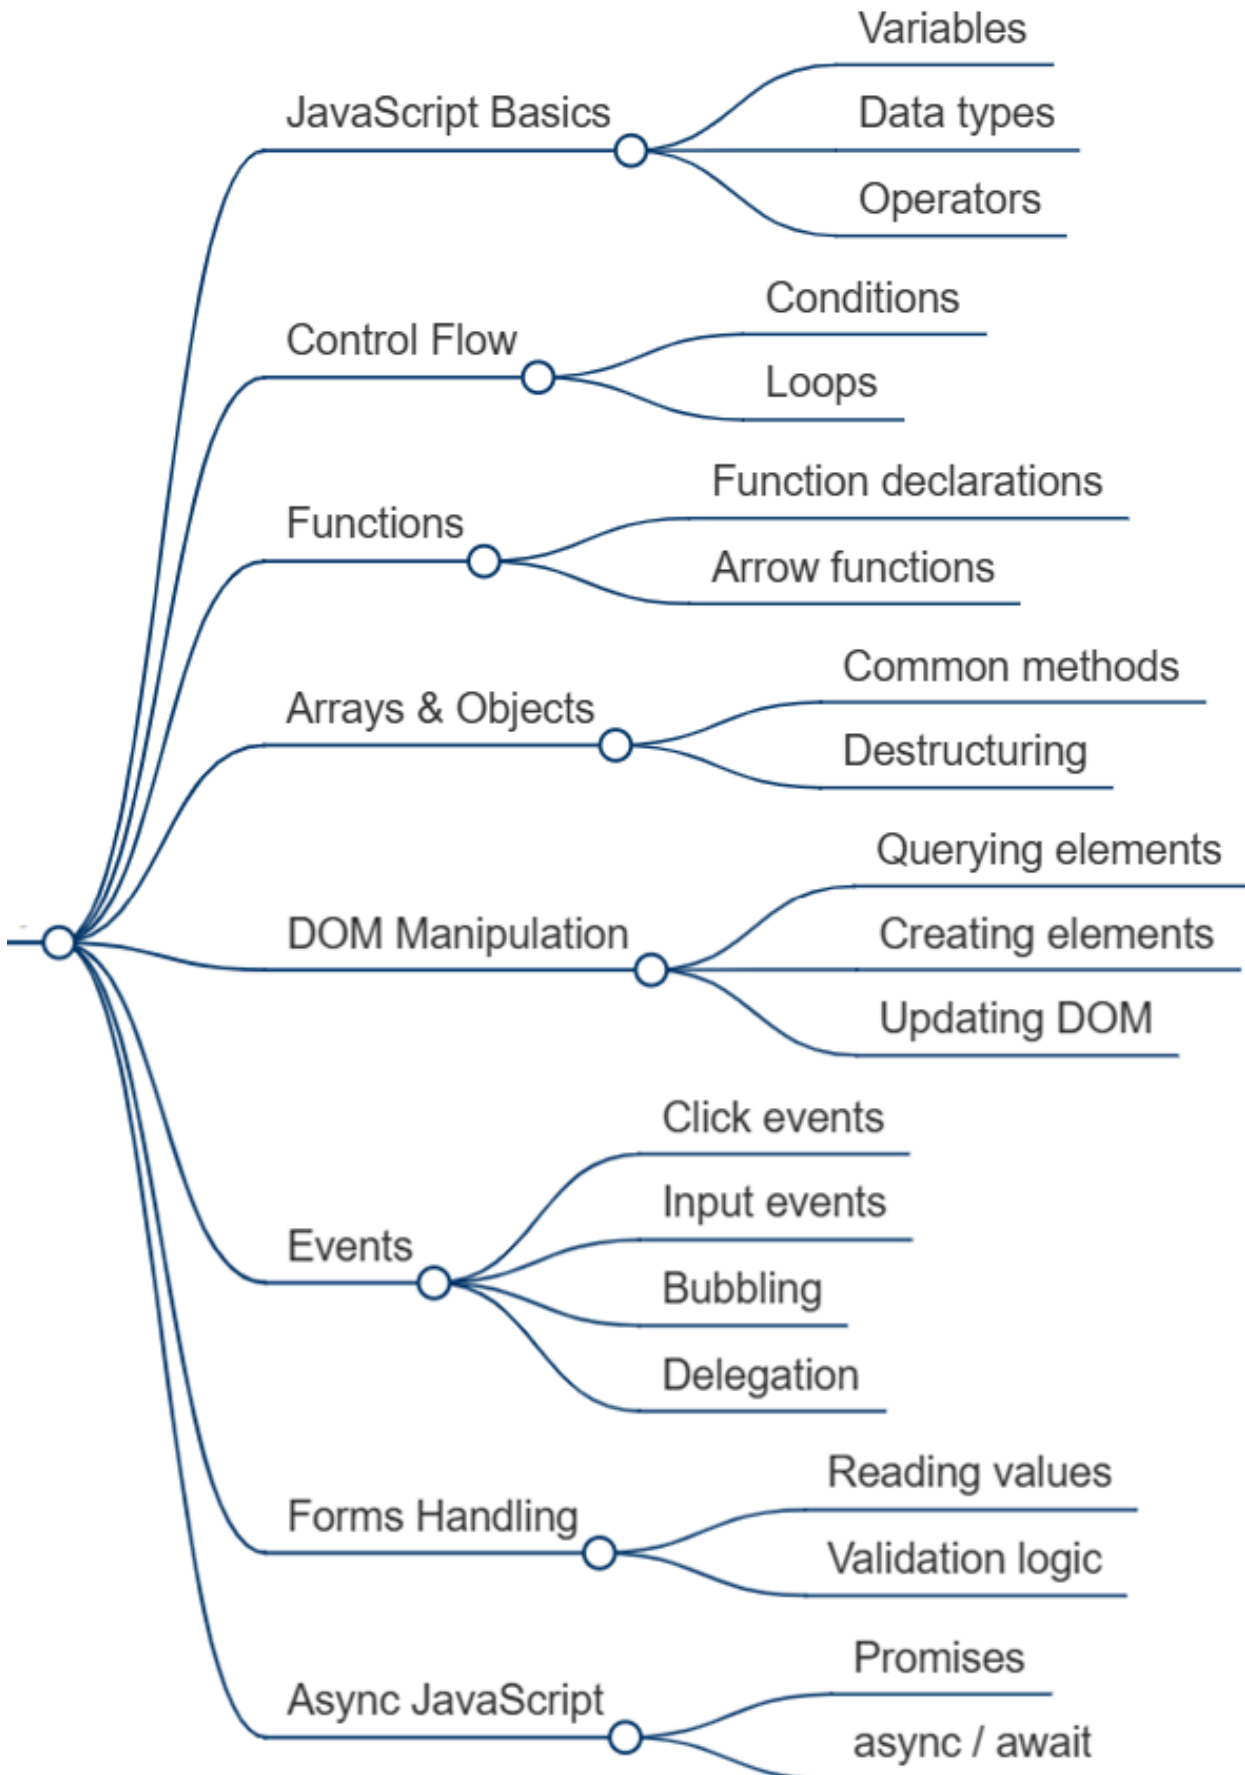 JavaScript Basics
Variables
Data types
Operators
Control Flow
Conditions
Loops
Functions
Function declarations
Arrow functions
Arrays & Objects
Common methods
Destructuring
DOM Manipulation
Querying elements
Creating elements
Updating DOM
Events
Click events
Input events
Bubbling
Delegation
Forms Handling
Reading values
Validation logic
Async JavaScript
Promises
async / await